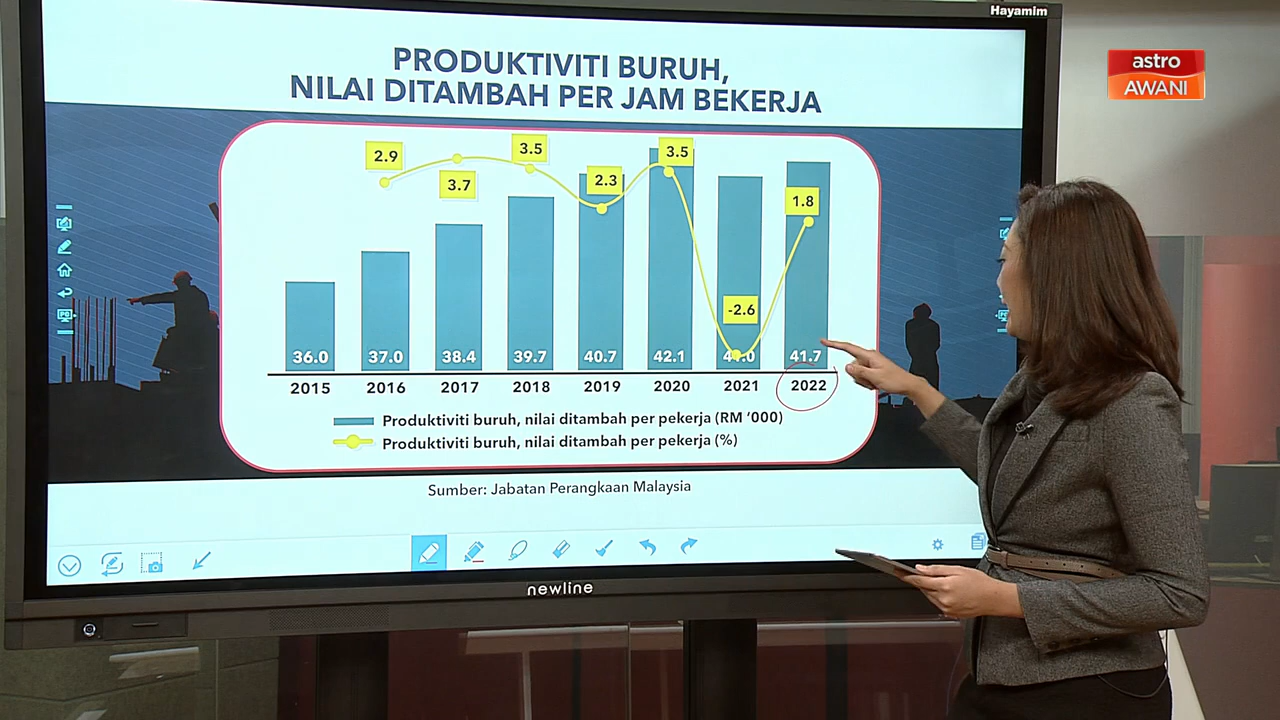 Hayamim
astro
AWANI
PRODUKTIVITI BURUH,
NILAI DITAMBAH PER JAM BEKERJA
2.9
3.7
3.5
2.3
3.5
-2.6
1.8
36.0 37.0 38.4 39.7 40.7 42.1 41.0 41.7
2015 2016 2017 2018 2019 2020 2021 2022
Produktiviti buruh, nilai ditambah per pekerja (RM ’000)
Produktiviti buruh, nilai ditambah per pekerja (%)
Sumber: Jabatan Perangkaan Malaysia
newline